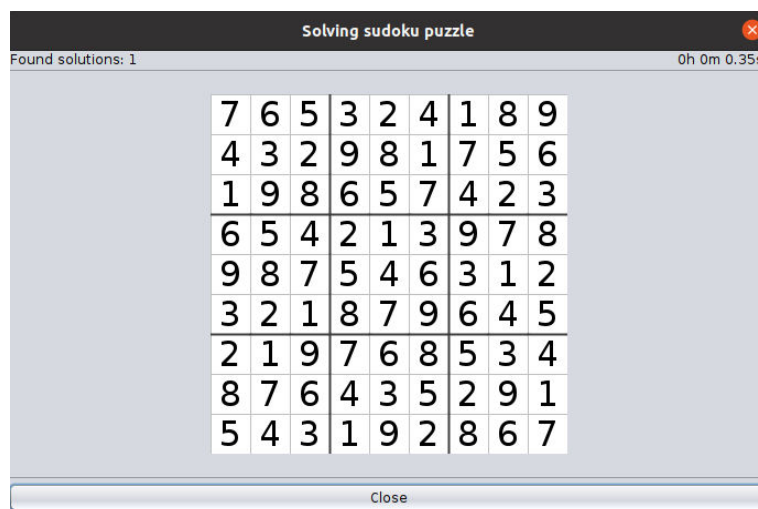 Solving sudoku puzzle
Found solutions: 1 0h 0m 0.35s
7 6 5 3 2 4 1 8 9
4 3 2 9 8 1 7 5 6
1 9 8 6 5 7 4 2 3
6 5 4 2 1 3 9 7 8
9 8 7 5 4 6 3 1 2
3 2 1 8 7 9 6 4 5
2 1 9 7 6 8 5 3 4
8 7 6 4 3 5 2 9 1
5 4 3 1 9 2 8 6 7
Close